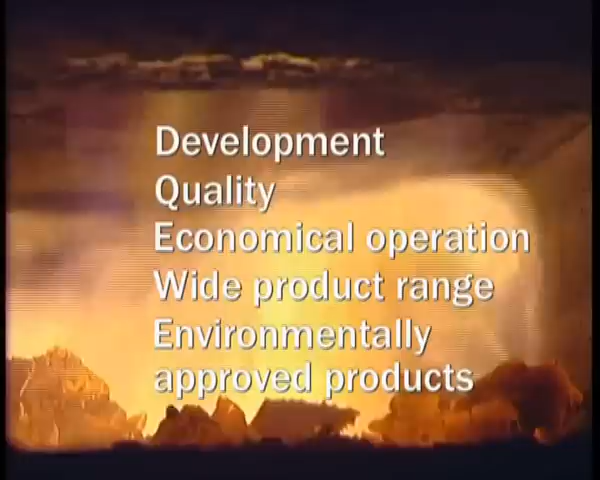 Development
Quality
Economical operation
Wide product range
Environmentally
approved products